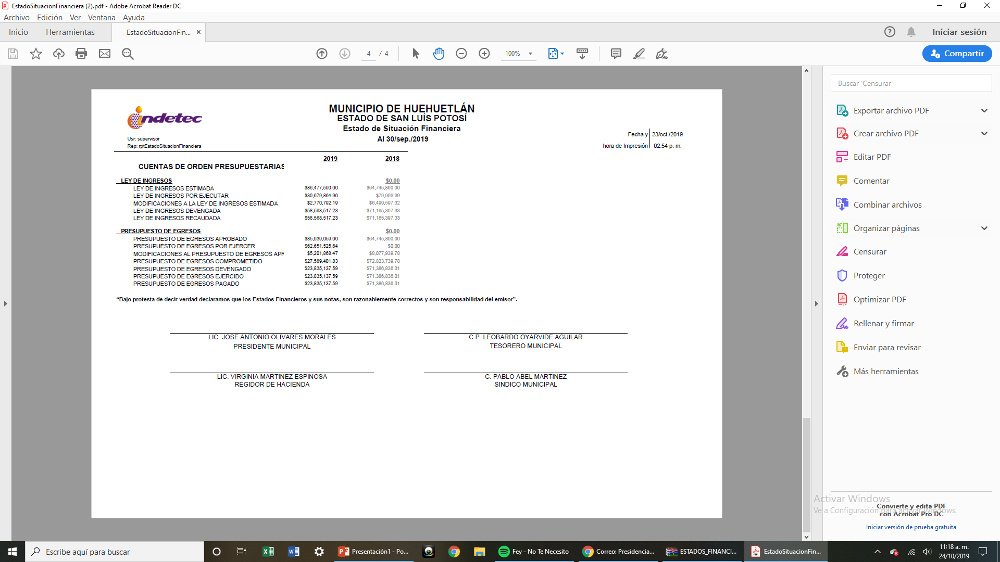 EstadoSituacionFinanciera (2).pdf - Adobe Acrobat Reader DC
Archivo Edición Ver Ventana Ayuda
Inicio Herramientas EstadoSituacionFin... Iniciar sesión
4 / 4 100% Compartir
indetec
MUNICIPIO DE HUEHUETLÁN
ESTADO DE SAN LUÍS POTOSÍ
Estado de Situación Financiera
Al 30/sep./2019
Usr: supervisor
Rep: rptEstadoSituacionFinanciera
Fecha y 23/oct./2019
hora de Impresión 02:54 p. m.
2019 2018
CUENTAS DE ORDEN PRESUPUESTARIAS
LEY DE INGRESOS $0.00
LEY DE INGRESOS ESTIMADA $86,477,590.00 $64,745,800.00
LEY DE INGRESOS POR EJECUTAR $30,679,864.96 $79,999.99
MODIFICACIONES A LA LEY DE INGRESOS ESTIMADA $2,770,792.19 $6,499,597.32
LEY DE INGRESOS DEVENGADA $58,568,517.23 $71,165,397.33
LEY DE INGRESOS RECAUDADA $58,568,517.23 $71,165,397.33
PRESUPUESTO DE EGRESOS $0.00
PRESUPUESTO DE EGRESOS APROBADO $85,039,059.00 $64,745,800.00
PRESUPUESTO DE EGRESOS POR EJERCER $62,651,525.64 $0.00
MODIFICACIONES AL PRESUPUESTO DE EGRESOS APR $5,201,868.47 $8,077,939.78
PRESUPUESTO DE EGRESOS COMPROMETIDO $27,589,401.83 $72,823,739.78
PRESUPUESTO DE EGRESOS DEVENGADO $23,835,137.59 $71,386,836.01
PRESUPUESTO DE EGRESOS EJERCIDO $23,835,137.59 $71,386,836.01
PRESUPUESTO DE EGRESOS PAGADO $23,835,137.59 $71,386,836.01
“Bajo protesta de decir verdad declaramos que los Estados Financieros y sus notas, son razonablemente correctos y son responsabilidad del emisor”.
LIC. JOSE ANTONIO OLIVARES MORALES
PRESIDENTE MUNICIPAL
C.P. LEOBARDO OYARVIDE AGUILAR
TESORERO MUNICIPAL
LIC. VIRGINIA MARTINEZ ESPINOSA
REGIDOR DE HACIENDA
C. PABLO ABEL MARTINEZ
SINDICO MUNICIPAL
Buscar 'Censurar'
Exportar archivo PDF
Crear archivo PDF
Editar PDF
Comentar
Combinar archivos
Organizar páginas
Censurar
Proteger
Optimizar PDF
Rellenar y firmar
Enviar para revisar
Más herramientas
Activar Windows
Ve a Configuración para activar Windows.
Convierte y edita PDF
con Acrobat Pro DC
Iniciar versión de prueba gratuita
Escribe aquí para buscar
Presentación1 - Po...
Fey - No Te Necesito
Correo: Presidencia...
ESTADOS_FINANCI...
EstadoSituacionFin...
11:18 a. m.
24/10/2019